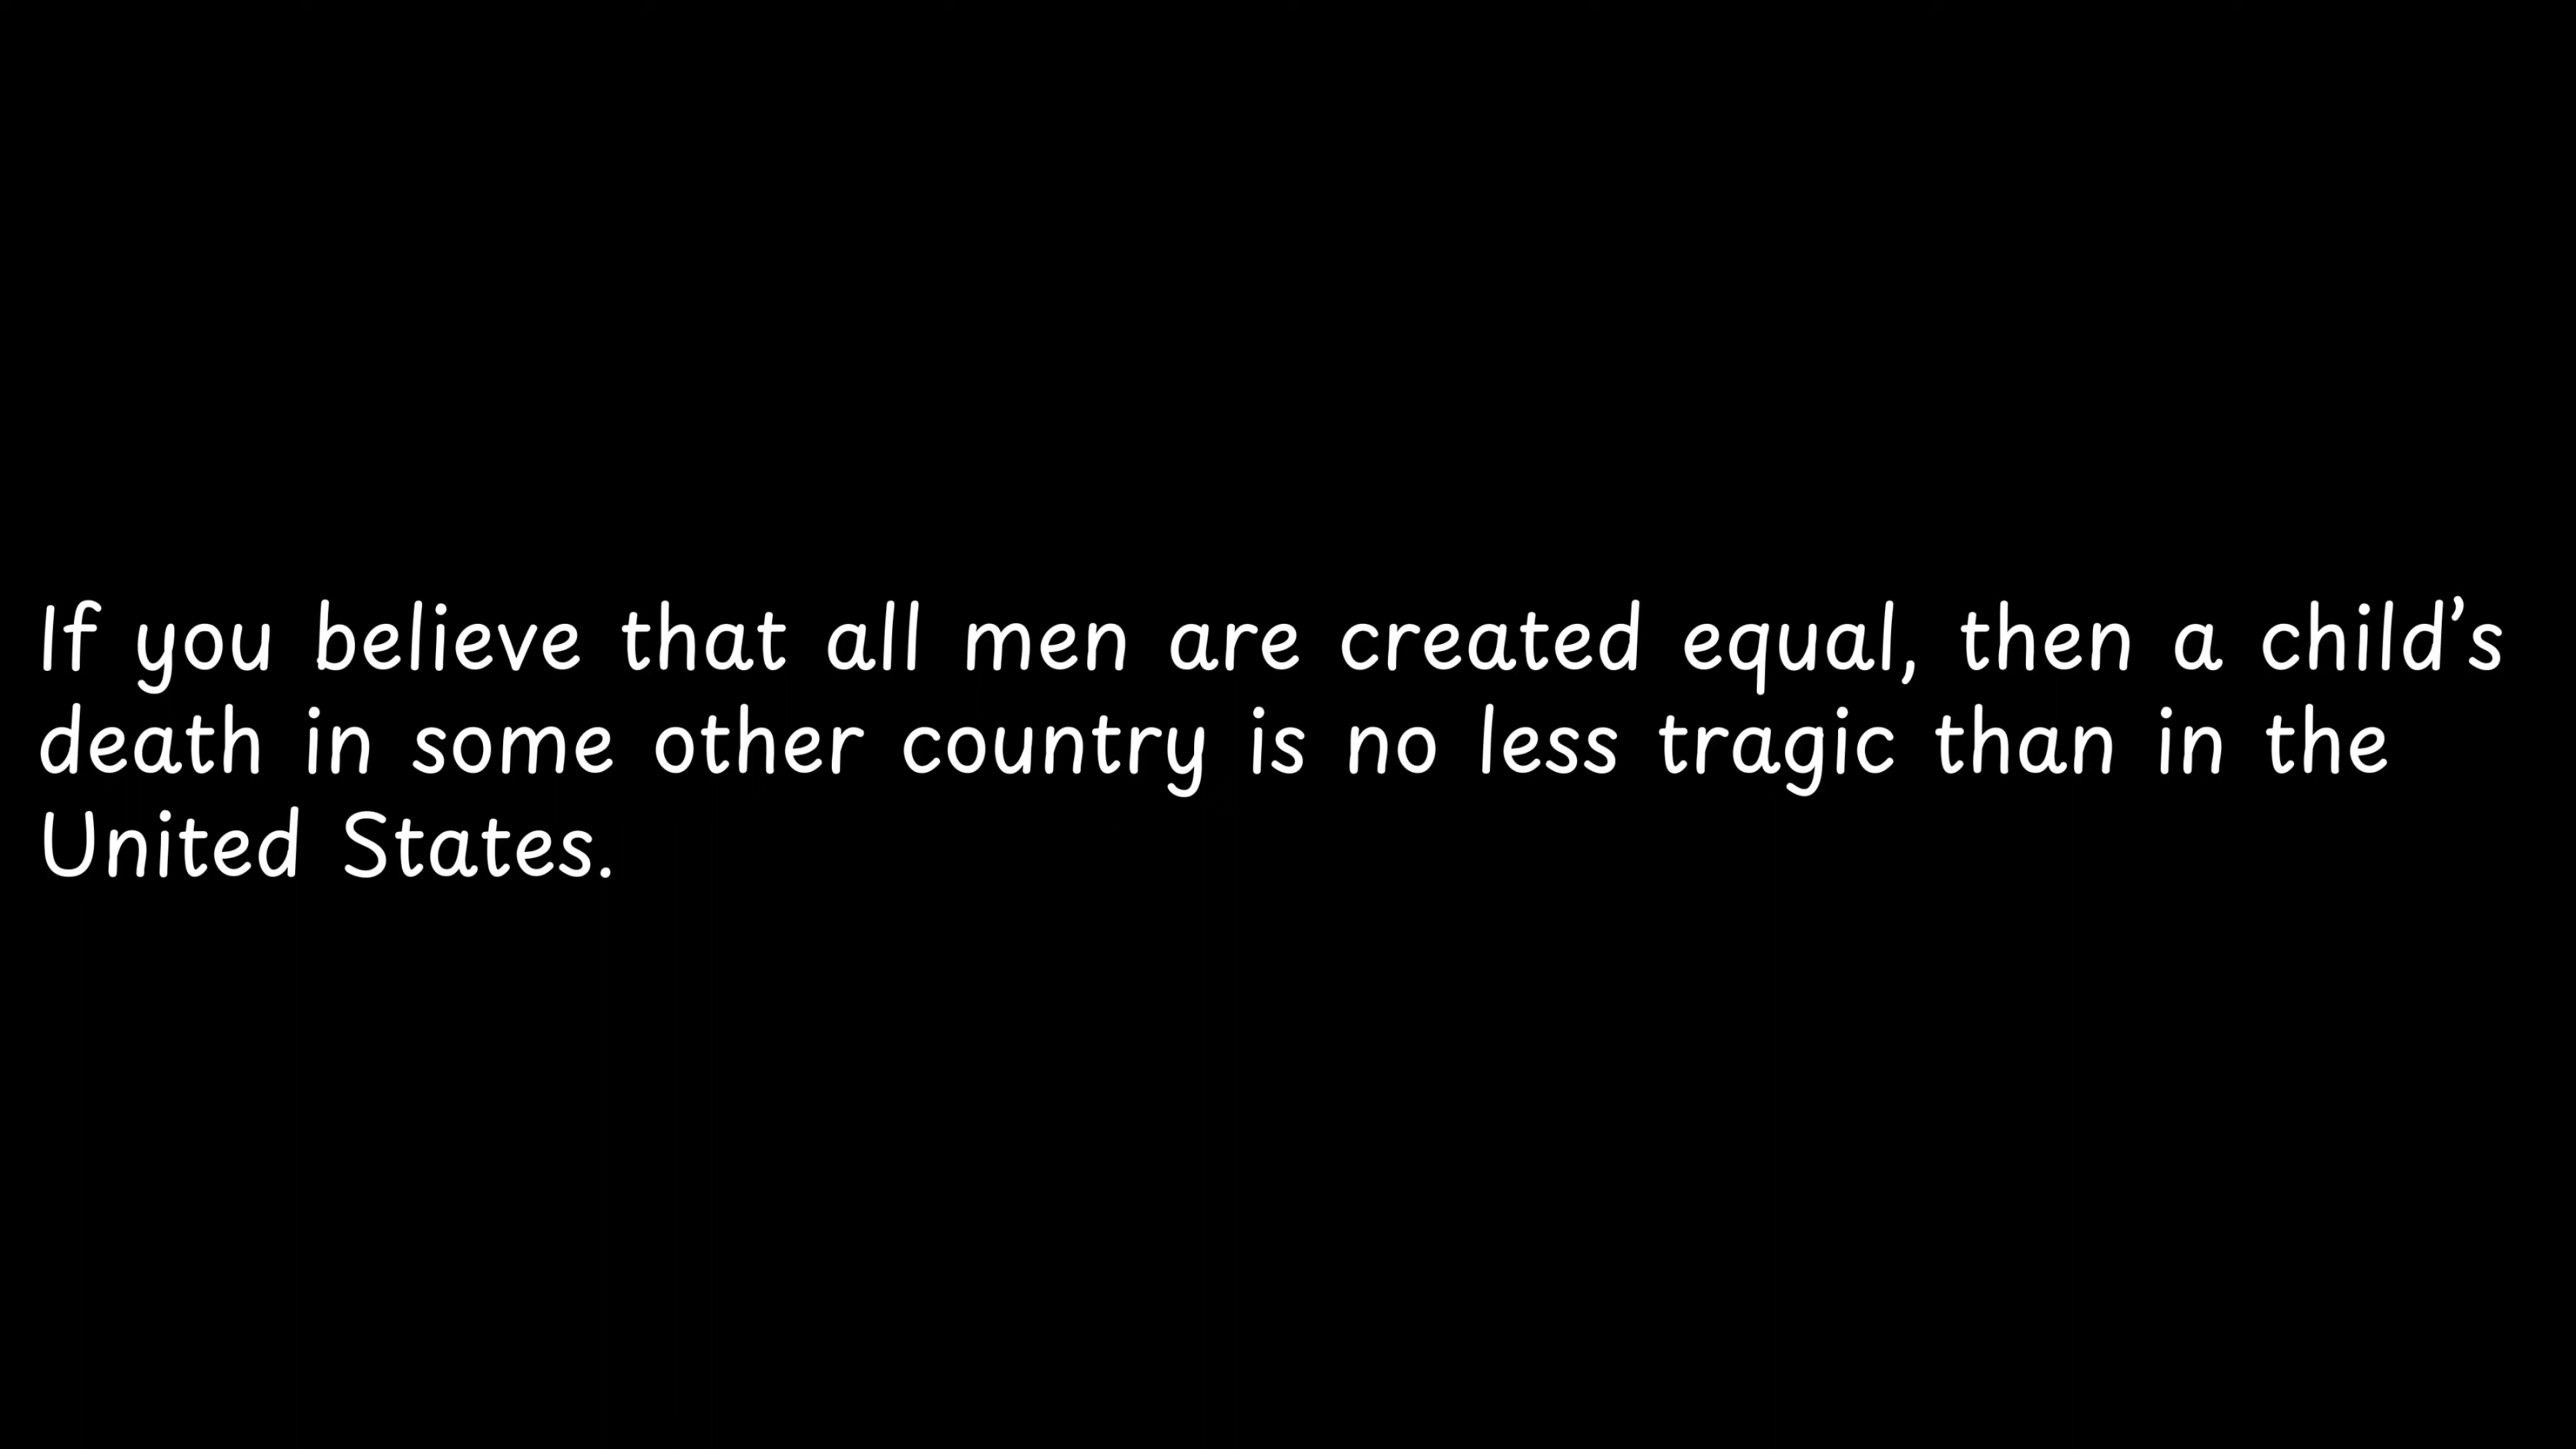 If you believe that all men are created equal, then a child’s
death in some other country is no less tragic than in the
United States.